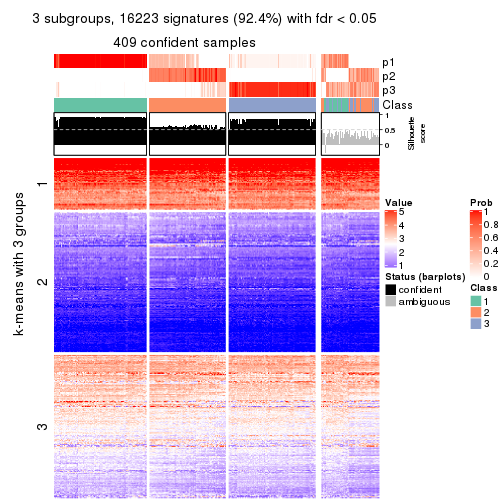 3 subgroups, 16223 signatures (92.4%) with fdr < 0.05
409 confident samples
p1
p2
p3
Class
1
0.5
0
Silhouette
score
k-means with 3 groups
1
2
3
Value
5
4
3
2
1
Status (barplots)
confident
ambiguous
Prob
1
0.8
0.6
0.4
0.2
0
Class
1
2
3